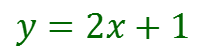 y = 2x + 1